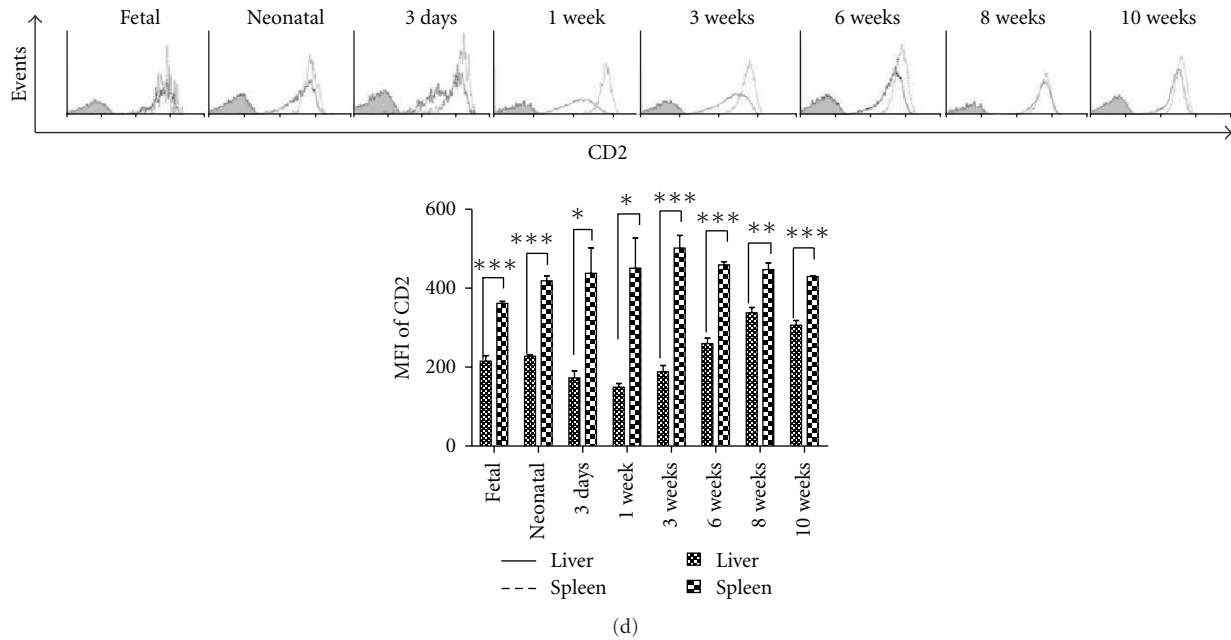 Fetal Neonatal 3 days 1 week 3 weeks 6 weeks 8 weeks 10 weeks
Events
CD2
MFI of CD2
600
400
200
0
*** *** * * *** *** ** ***
Fetal
Neonatal
3 days
1 week
3 weeks
6 weeks
8 weeks
10 weeks
Liver Liver
Spleen Spleen
(d)